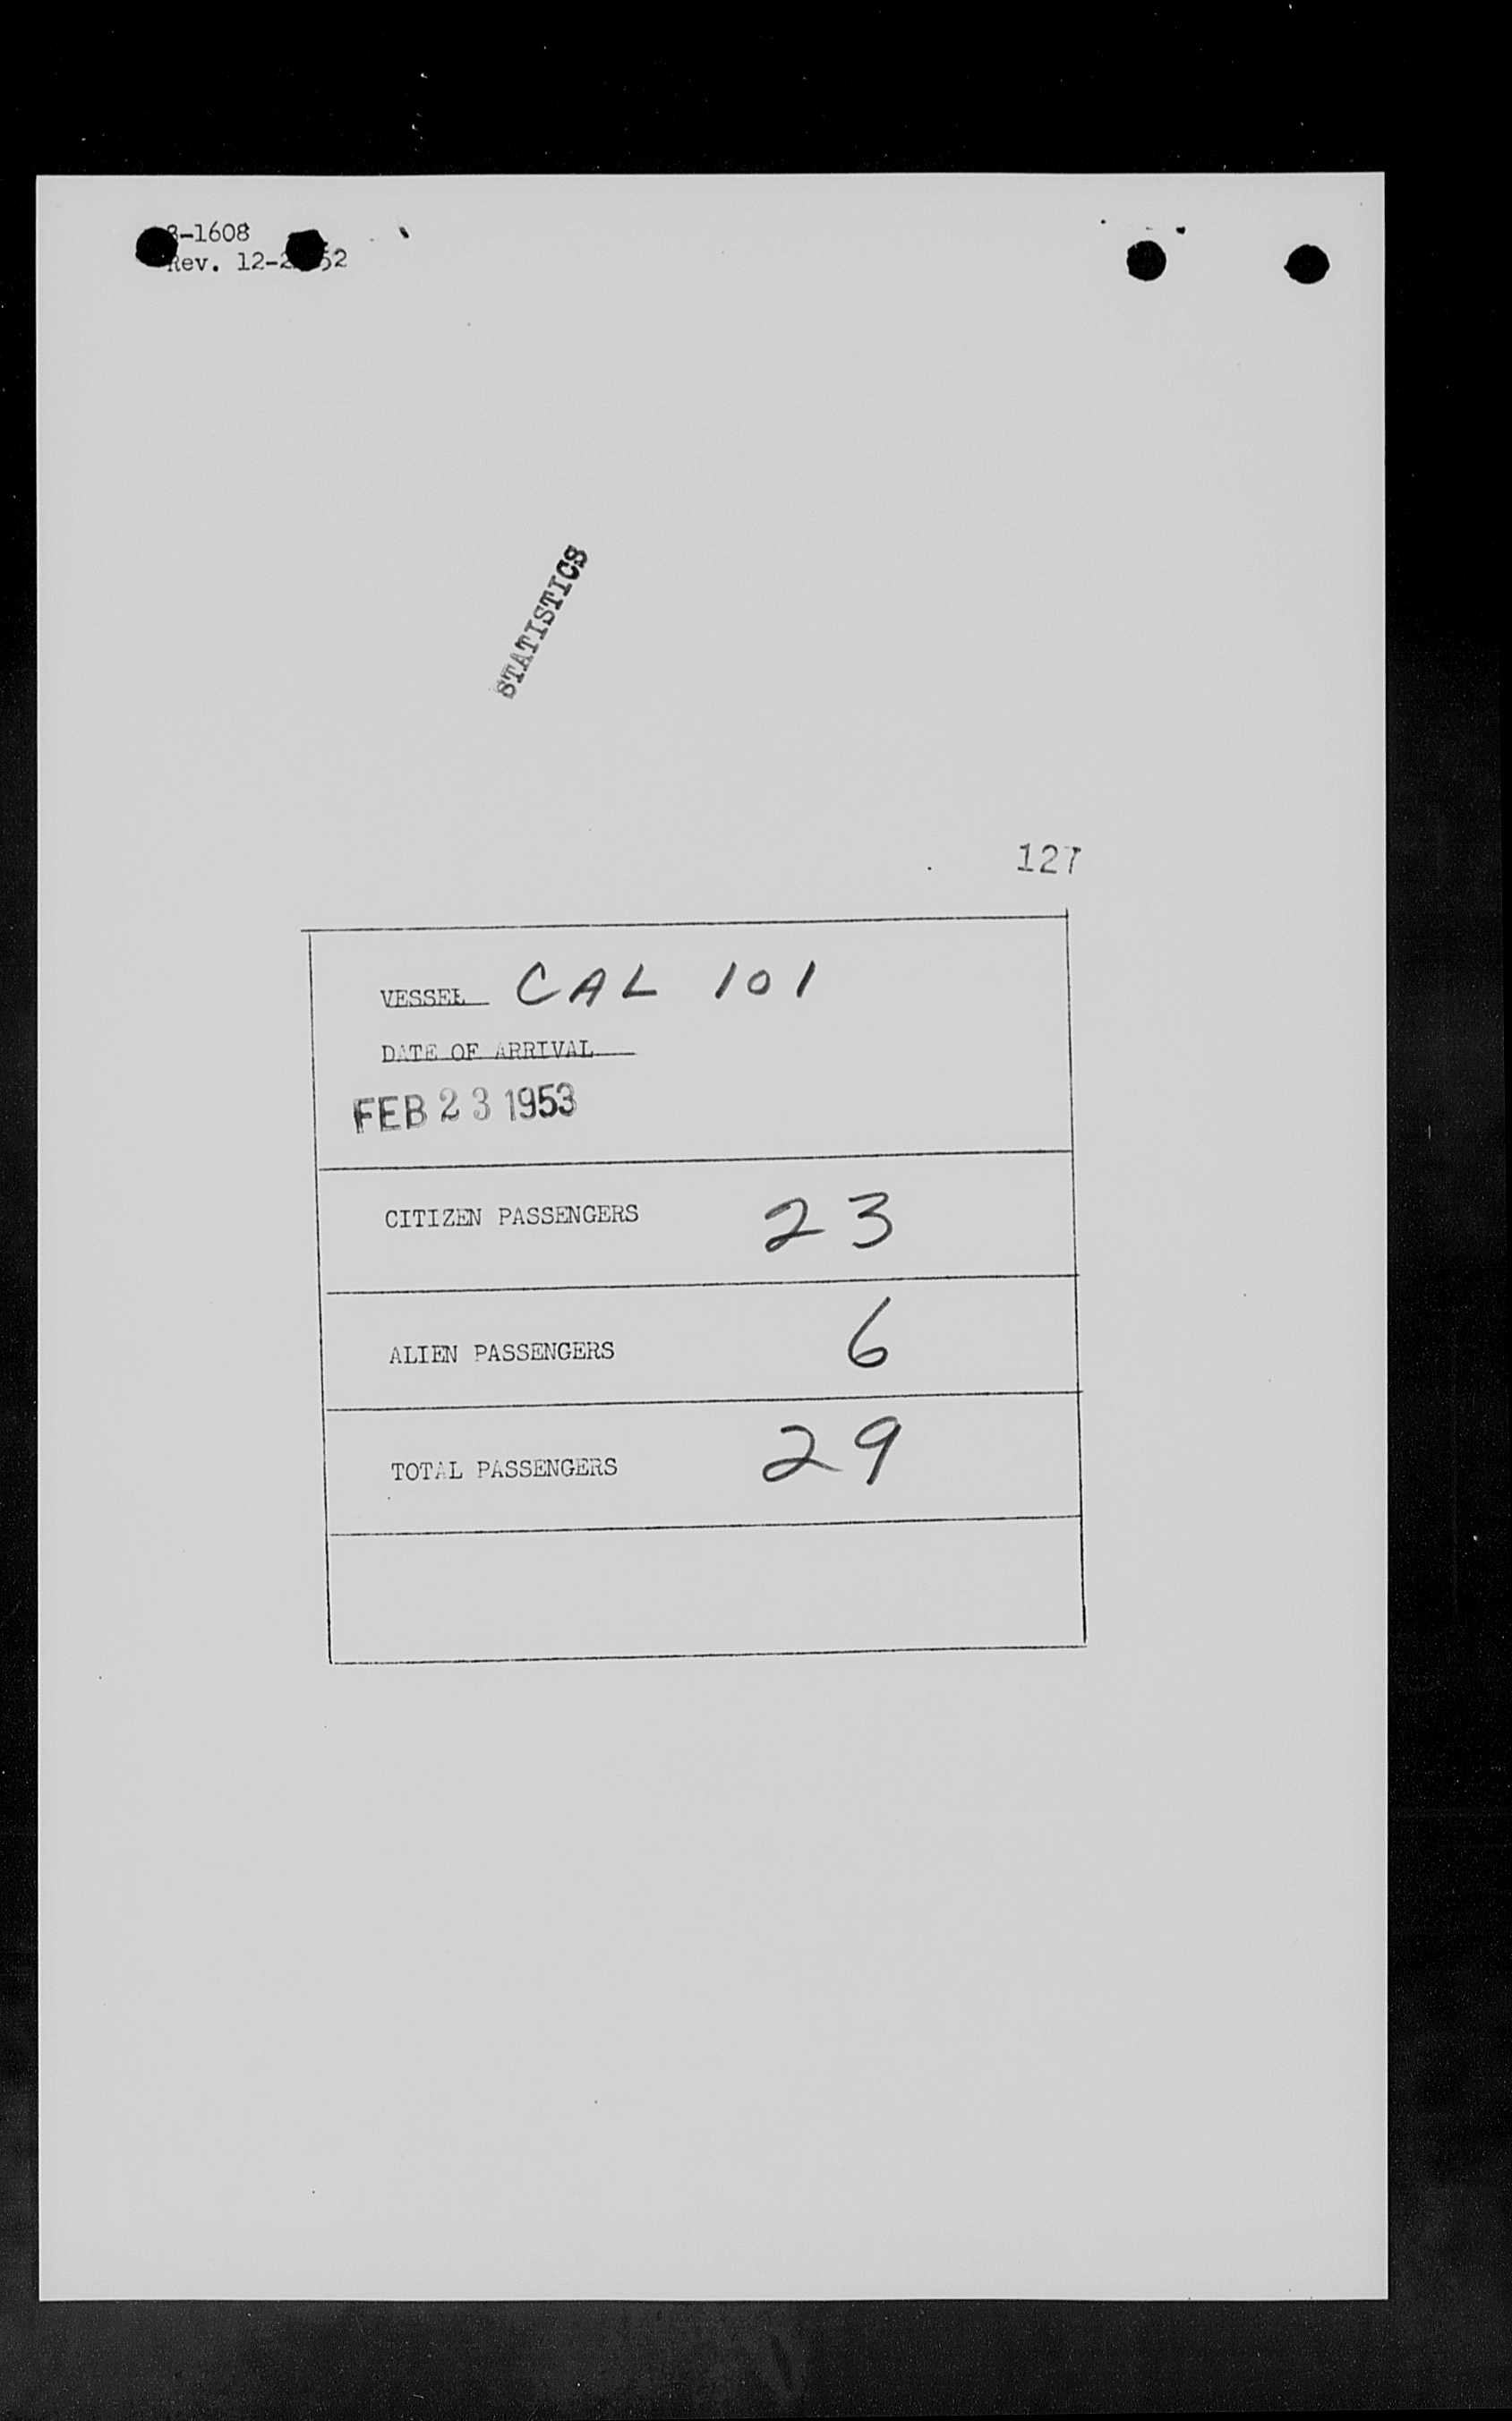 3-1608
Rev. 12-2 52
STATISTICS
127
VESSEL CAL 101
DATE OF ARRIVAL
FEB 23 1953
CITIZEN PASSENGERS 23
ALIEN PASSENGERS 6
TOTAL PASSENGERS 29